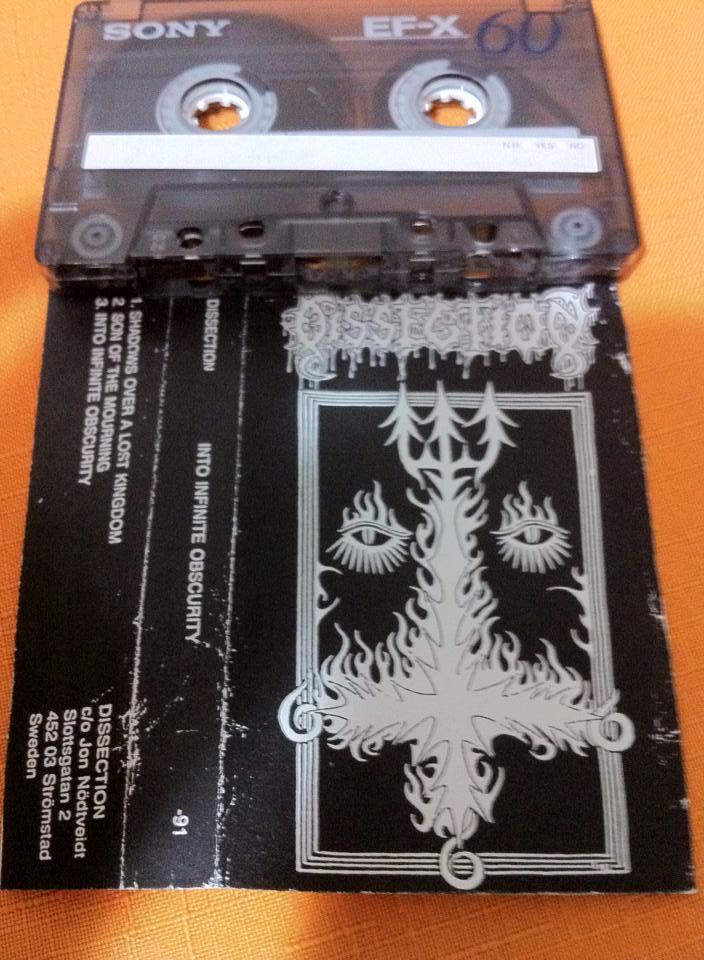 SONY
EF-X
60
N.R. YES NO
DISSECTION
DISSECTION
INTO INFINITE OBSCURITY
-91
1. SHADOWS OVER A LOST KINGDOM
2 SON OF THE MOURNING
3. INTO INFINITE OBSCURITY
DISSECTION
c/o Jon Nödtveidt
Slottsgatan 2
452 03 Strömstad
Sweden